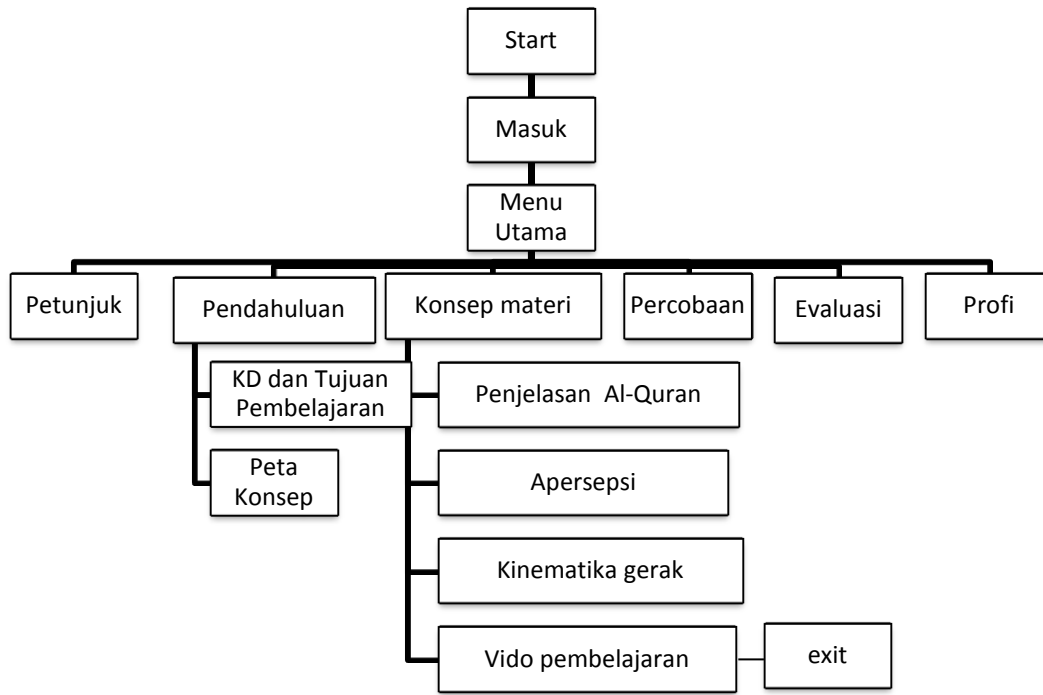 Start
Masuk
Menu
Utama
Petunjuk
Pendahuluan
Konsep materi
Percobaan
Evaluasi
Profi
KD dan Tujuan
Pembelajaran
Penjelasan Al-Quran
Peta
Konsep
Apersepsi
Kinematika gerak
Vido pembelajaran
exit